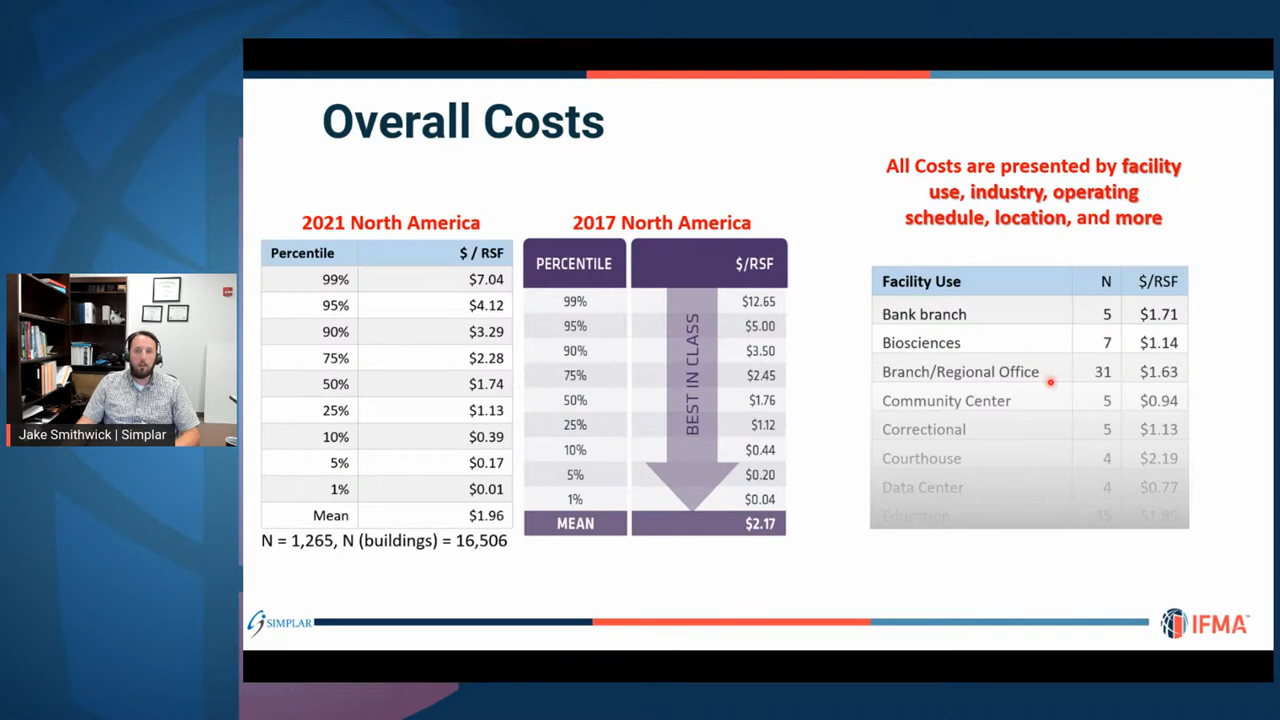 Overall Costs
All Costs are presented by facility
use, industry, operating
schedule, location, and more
2021 North America
Percentile $ / RSF
99% $7.04
95% $4.12
90% $3.29
75% $2.28
50% $1.74
25% $1.13
10% $0.39
5% $0.17
1% $0.01
Mean $1.96
N = 1,265, N (buildings) = 16,506
2017 North America
PERCENTILE $/RSF
99% $12.65
95% $5.00
90% $3.50
75% $2.45
50% $1.76
25% $1.12
10% $0.44
5% $0.20
1% $0.04
MEAN $2.17
BEST IN CLASS
Facility Use N $/RSF
Bank branch 5 $1.71
Biosciences 7 $1.14
Branch/Regional Office 31 $1.63
Community Center 5 $0.94
Correctional 5 $1.13
Courthouse 4 $2.19
Data Center 4 $0.77
Education 35 $1.85
Jake Smithwick | Simplar
SIMPLAR
IFMA™